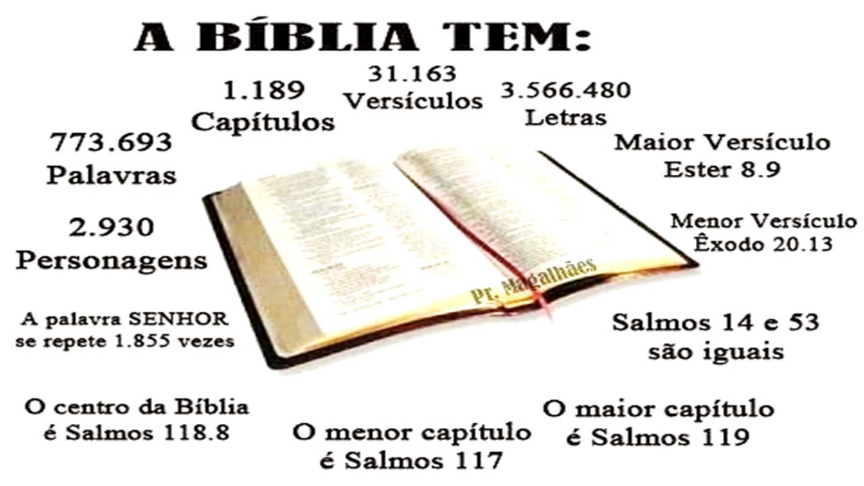 A BÍBLIA TEM:
31.163
Versículos
1.189
Capítulos
3.566.480
Letras
773.693
Palavras
Maior Versículo
Ester 8.9
2.930
Personagens
Menor Versículo
Êxodo 20.13
Pr. Magalhães
A palavra SENHOR
se repete 1.855 vezes
Salmos 14 e 53
são iguais
O centro da Bíblia
é Salmos 118.8
O menor capítulo
é Salmos 117
O maior capítulo
é Salmos 119